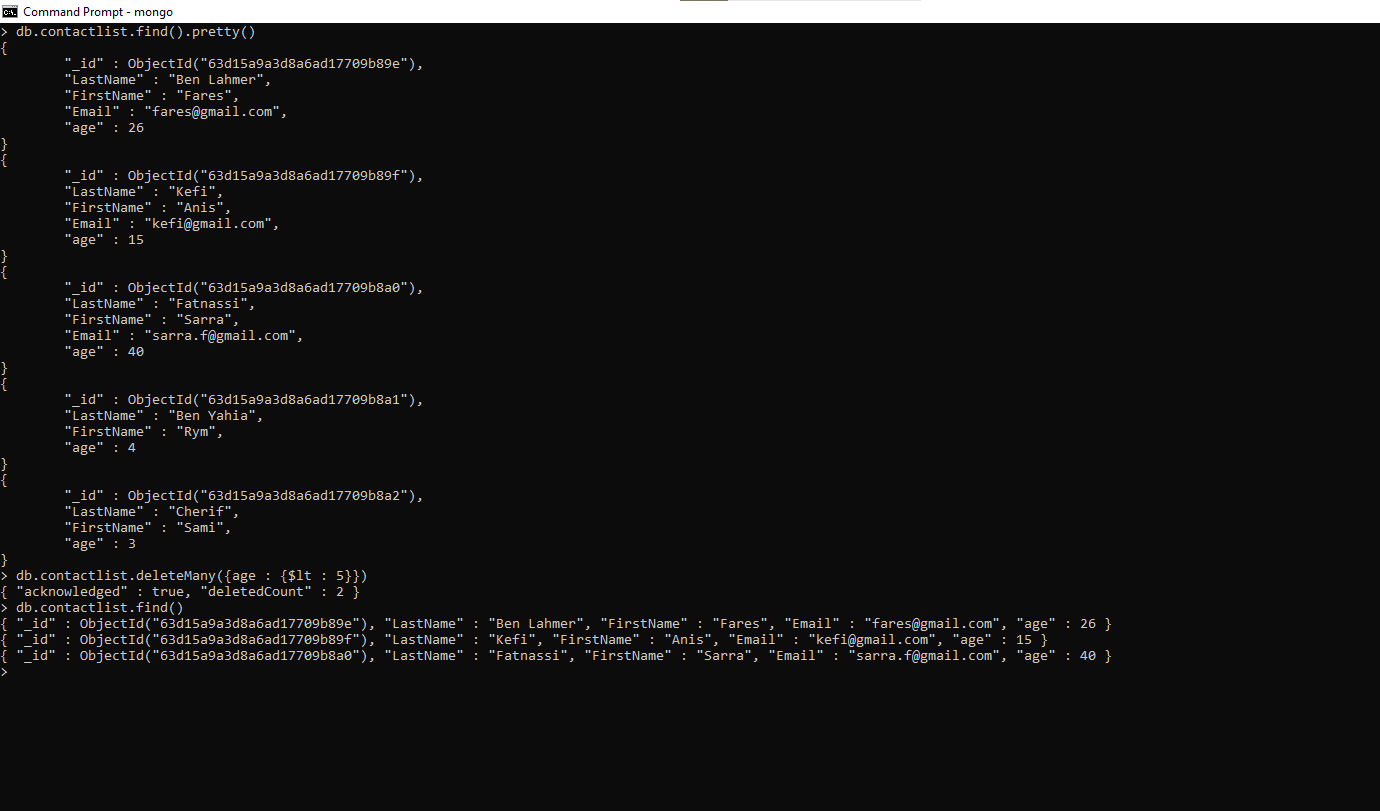 Command Prompt - mongo
> db.contactlist.find().pretty()
{
        "_id" : ObjectId("63d15a9a3d8a6ad17709b89e"),
        "LastName" : "Ben Lahmer",
        "FirstName" : "Fares",
        "Email" : "fares@gmail.com",
        "age" : 26
}
{
        "_id" : ObjectId("63d15a9a3d8a6ad17709b89f"),
        "LastName" : "Kefi",
        "FirstName" : "Anis",
        "Email" : "kefi@gmail.com",
        "age" : 15
}
{
        "_id" : ObjectId("63d15a9a3d8a6ad17709b8a0"),
        "LastName" : "Fatnassi",
        "FirstName" : "Sarra",
        "Email" : "sarra.f@gmail.com",
        "age" : 40
}
{
        "_id" : ObjectId("63d15a9a3d8a6ad17709b8a1"),
        "LastName" : "Ben Yahia",
        "FirstName" : "Rym",
        "age" : 4
}
{
        "_id" : ObjectId("63d15a9a3d8a6ad17709b8a2"),
        "LastName" : "Cherif",
        "FirstName" : "Sami",
        "age" : 3
}
> db.contactlist.deleteMany({age : {$lt : 5}})
{ "acknowledged" : true, "deletedCount" : 2 }
> db.contactlist.find()
{ "_id" : ObjectId("63d15a9a3d8a6ad17709b89e"), "LastName" : "Ben Lahmer", "FirstName" : "Fares", "Email" : "fares@gmail.com", "age" : 26 }
{ "_id" : ObjectId("63d15a9a3d8a6ad17709b89f"), "LastName" : "Kefi", "FirstName" : "Anis", "Email" : "kefi@gmail.com", "age" : 15 }
{ "_id" : ObjectId("63d15a9a3d8a6ad17709b8a0"), "LastName" : "Fatnassi", "FirstName" : "Sarra", "Email" : "sarra.f@gmail.com", "age" : 40 }
>